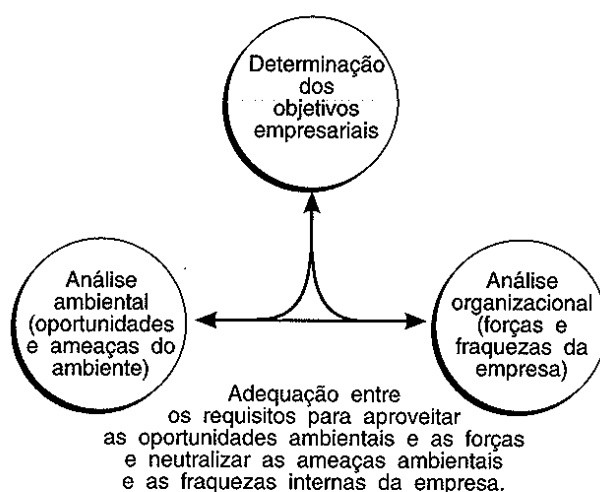 Determinação
dos
objetivos
empresariais
Análise
ambiental
(oportunidades
e ameaças do
ambiente)
Análise
organizacional
(forças e
fraquezas da
empresa)
Adequação entre
os requisitos para aproveitar
as oportunidades ambientais e as forças
e neutralizar as ameaças ambientais
e as fraquezas internas da empresa.